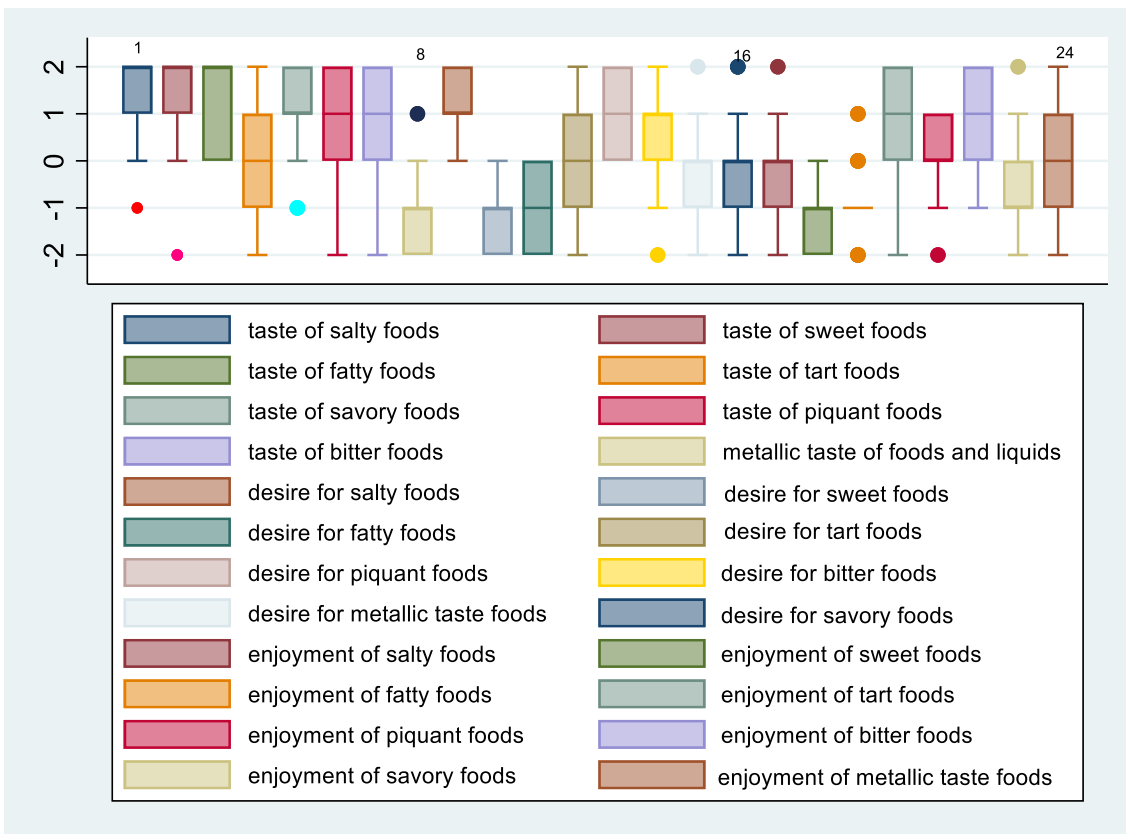 1
8
16
24
2
1
0
-1
-2
taste of salty foods
taste of sweet foods
taste of fatty foods
taste of tart foods
taste of savory foods
taste of piquant foods
taste of bitter foods
metallic taste of foods and liquids
desire for salty foods
desire for sweet foods
desire for fatty foods
desire for tart foods
desire for piquant foods
desire for bitter foods
desire for metallic taste foods
desire for savory foods
enjoyment of salty foods
enjoyment of sweet foods
enjoyment of fatty foods
enjoyment of tart foods
enjoyment of piquant foods
enjoyment of bitter foods
enjoyment of savory foods
enjoyment of metallic taste foods